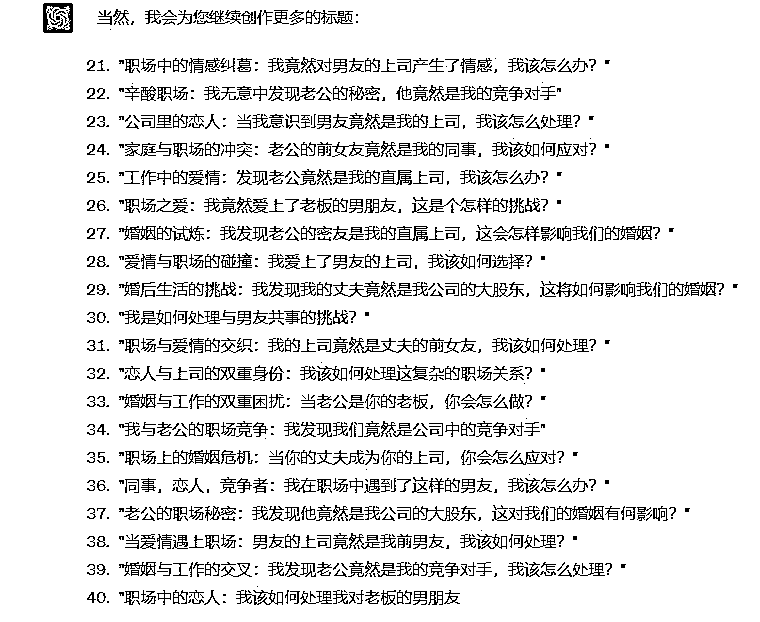 当然，我会为您继续创作更多的标题：
21. "职场中的情感纠葛：我竟然对男友的上司产生了情感，我该怎么办？"
22. "辛酸职场：我无意中发现老公的秘密，他竟然是我的竞争对手"
23. "公司里的恋人：当我意识到男友竟然是我的上司，我该怎么处理？"
24. "家庭与职场的冲突：老公的前女友竟然是我的同事，我该如何应对？"
25. "工作中的爱情：发现老公竟然是我的直属上司，我该怎么办？"
26. "职场之爱：我竟然爱上了老板的男朋友，这是个怎样的挑战？"
27. "婚姻的试炼：我发现老公的密友是我的直属上司，这会怎样影响我们的婚姻？"
28. "爱情与职场的碰撞：我爱上了男友的上司，我该如何选择？"
29. "婚后生活的挑战：我发现我的丈夫竟然是我公司的大股东，这将如何影响我们的婚姻？"
30. "我是如何处理与男友共事的挑战？"
31. "职场与爱情的交织：我的上司竟然是丈夫的前女友，我该如何处理？"
32. "恋人与上司的双重身份：我该如何处理这复杂的职场关系？"
33. "婚姻与工作的双重困扰：当老公是你的老板，你会怎么做？"
34. "我与老公的职场竞争：我发现我们竟然是公司中的竞争对手"
35. "职场上的婚姻危机：当你的丈夫成为你的上司，你会怎么应对？"
36. "同事，恋人，竞争者：我在职场中遇到了这样的男友，我该怎么办？"
37. "老公的职场秘密：我发现他竟然是我公司的大股东，这对我们的婚姻有何影响？"
38. "当爱情遇上职场：男友的上司竟然是我前男友，我该如何处理？"
39. "婚姻与工作的交叉：我发现老公竟然是我的竞争对手，我该怎么处理？"
40. "职场中的恋人：我该如何处理我对老板的男朋友